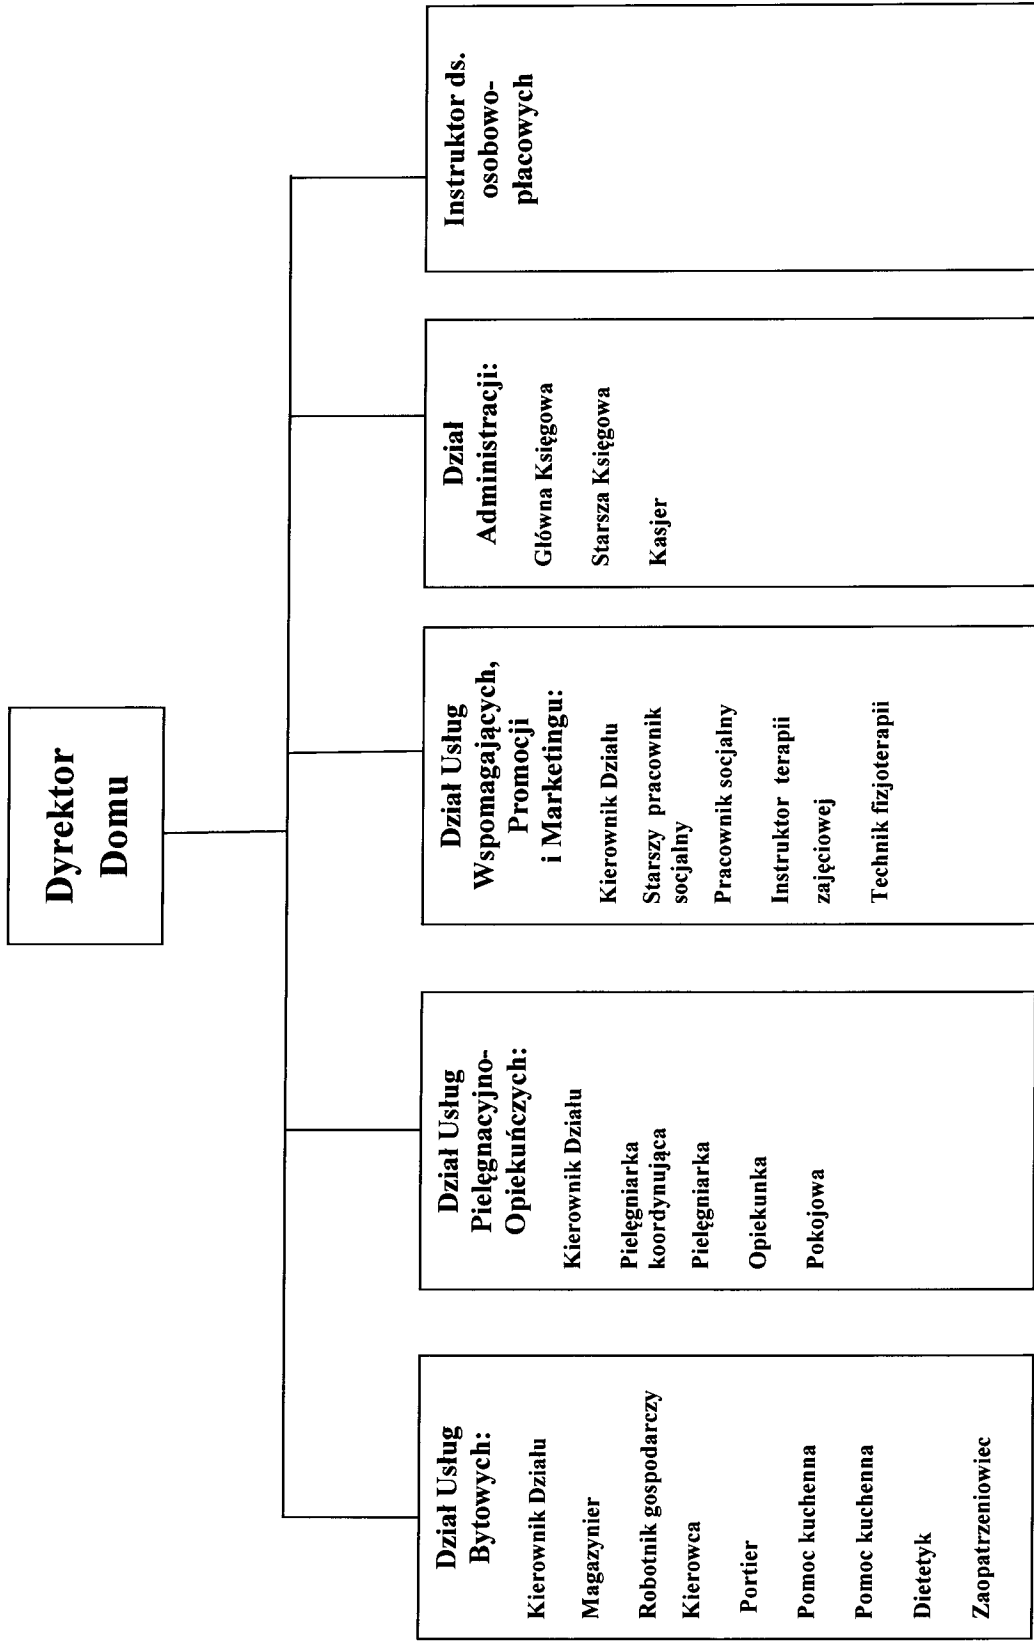 Dyrektor
Domu
Dział Usług
Bytowych:
Kierownik Działu
Magazynier
Robotnik gospodarczy
Kierowca
Portier
Pomoc kuchenna
Pomoc kuchenna
Dietetyk
Zaopatrzeniowiec
Dział Usług
Pielęgnacyjno-
Opiekuńczych:
Kierownik Działu
Pielęgniarka
koordynująca
Pielęgniarka
Opiekunka
Pokojowa
Dział Usług
Wspomagających,
Promocji
i Marketingu:
Kierownik Działu
Starszy pracownik
socjalny
Pracownik socjalny
Instruktor terapii
zajęciowej
Technik fizjoterapii
Dział
Administracji:
Główna Księgowa
Starsza Księgowa
Kasjer
Instruktor ds.
osobowo-
płacowych